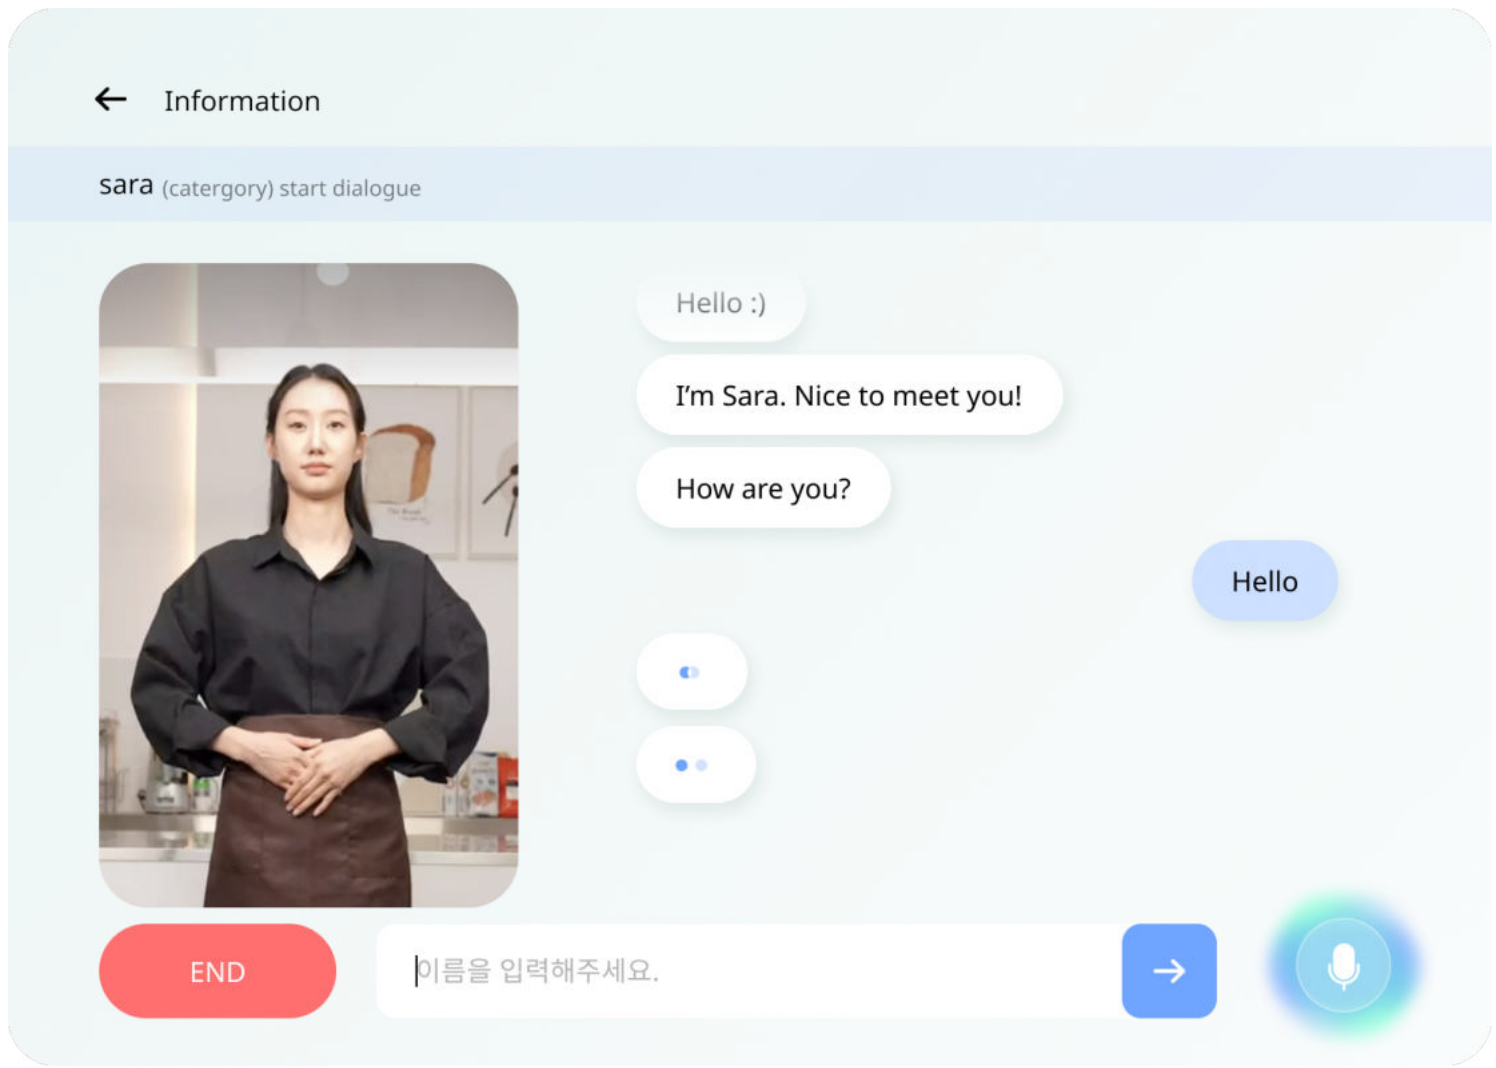 Information
sara (catergory) start dialogue
Hello :)
I’m Sara. Nice to meet you!
How are you?
Hello
END
이름을 입력해주세요.